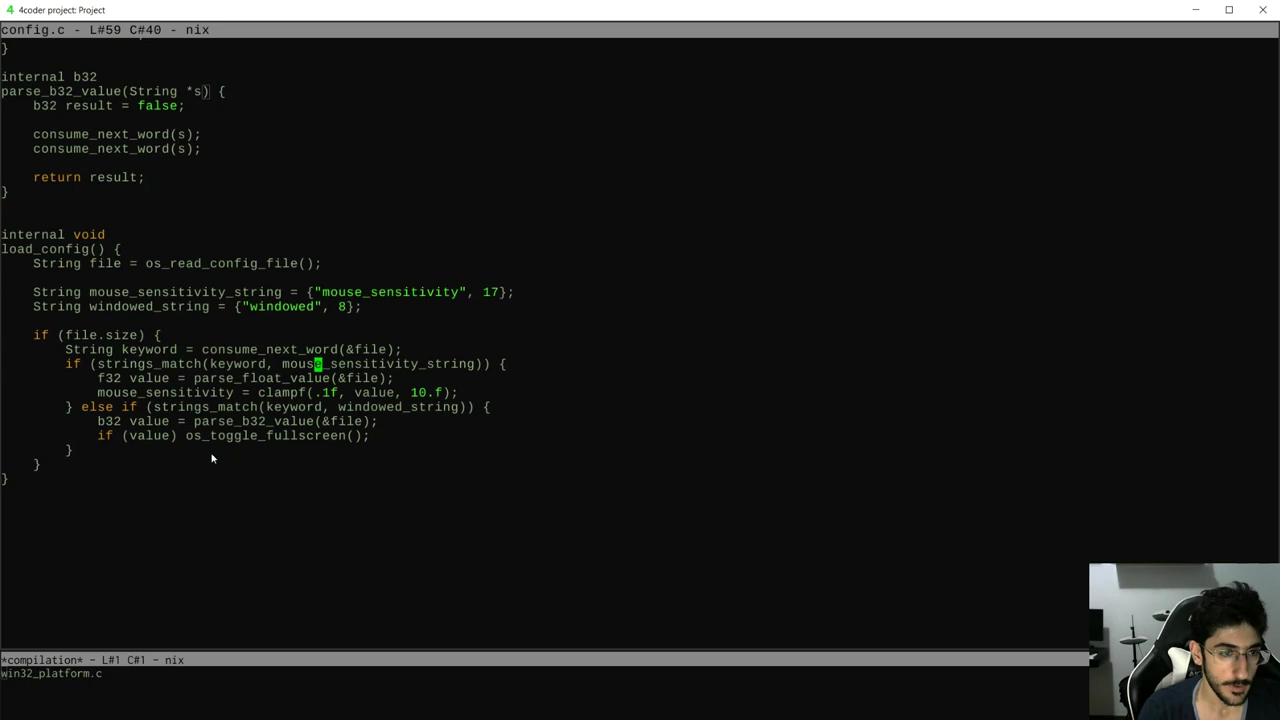 4 4coder project: Project
config.c - L#59 C#40 - nix
}
internal b32
parse_b32_value(String *s) {
    b32 result = false;
    consume_next_word(s);
    consume_next_word(s);
    return result;
}
internal void
load_config() {
    String file = os_read_config_file();
    String mouse_sensitivity_string = {"mouse_sensitivity", 17};
    String windowed_string = {"windowed", 8};
    if (file.size) {
        String keyword = consume_next_word(&file);
        if (strings_match(keyword, mouse_sensitivity_string)) {
            f32 value = parse_float_value(&file);
            mouse_sensitivity = clampf(.1f, value, 10.f);
        } else if (strings_match(keyword, windowed_string)) {
            b32 value = parse_b32_value(&file);
            if (value) os_toggle_fullscreen();
        }
    }
}
*compilation* - L#1 C#1 - nix
win32_platform.c